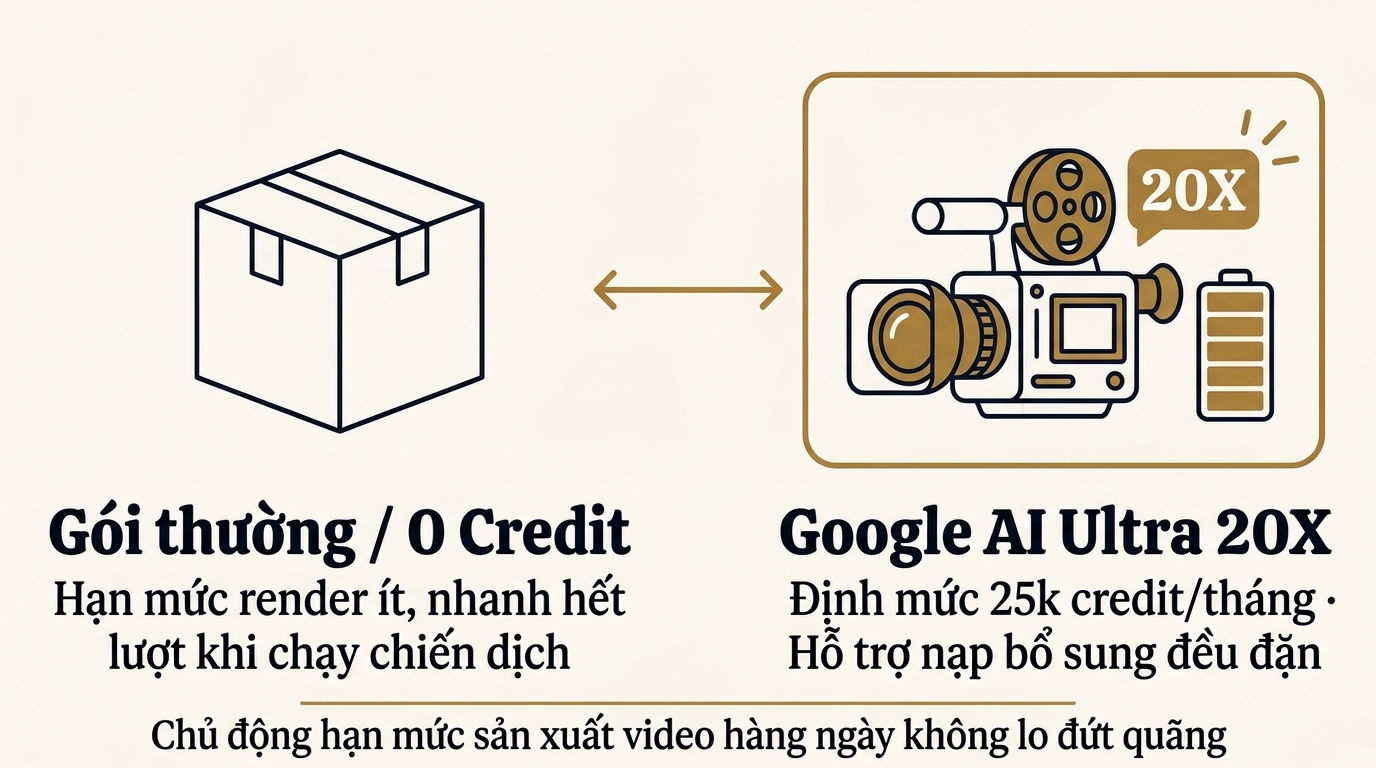 20X
Gói thường / 0 Credit
Hạn mức render ít, nhanh hết
lượt khi chạy chiến dịch
Google AI Ultra 20X
Định mức 25k credit/tháng ·
Hỗ trợ nạp bổ sung đều đặn
Chủ động hạn mức sản xuất video hàng ngày không lo đứt quãng